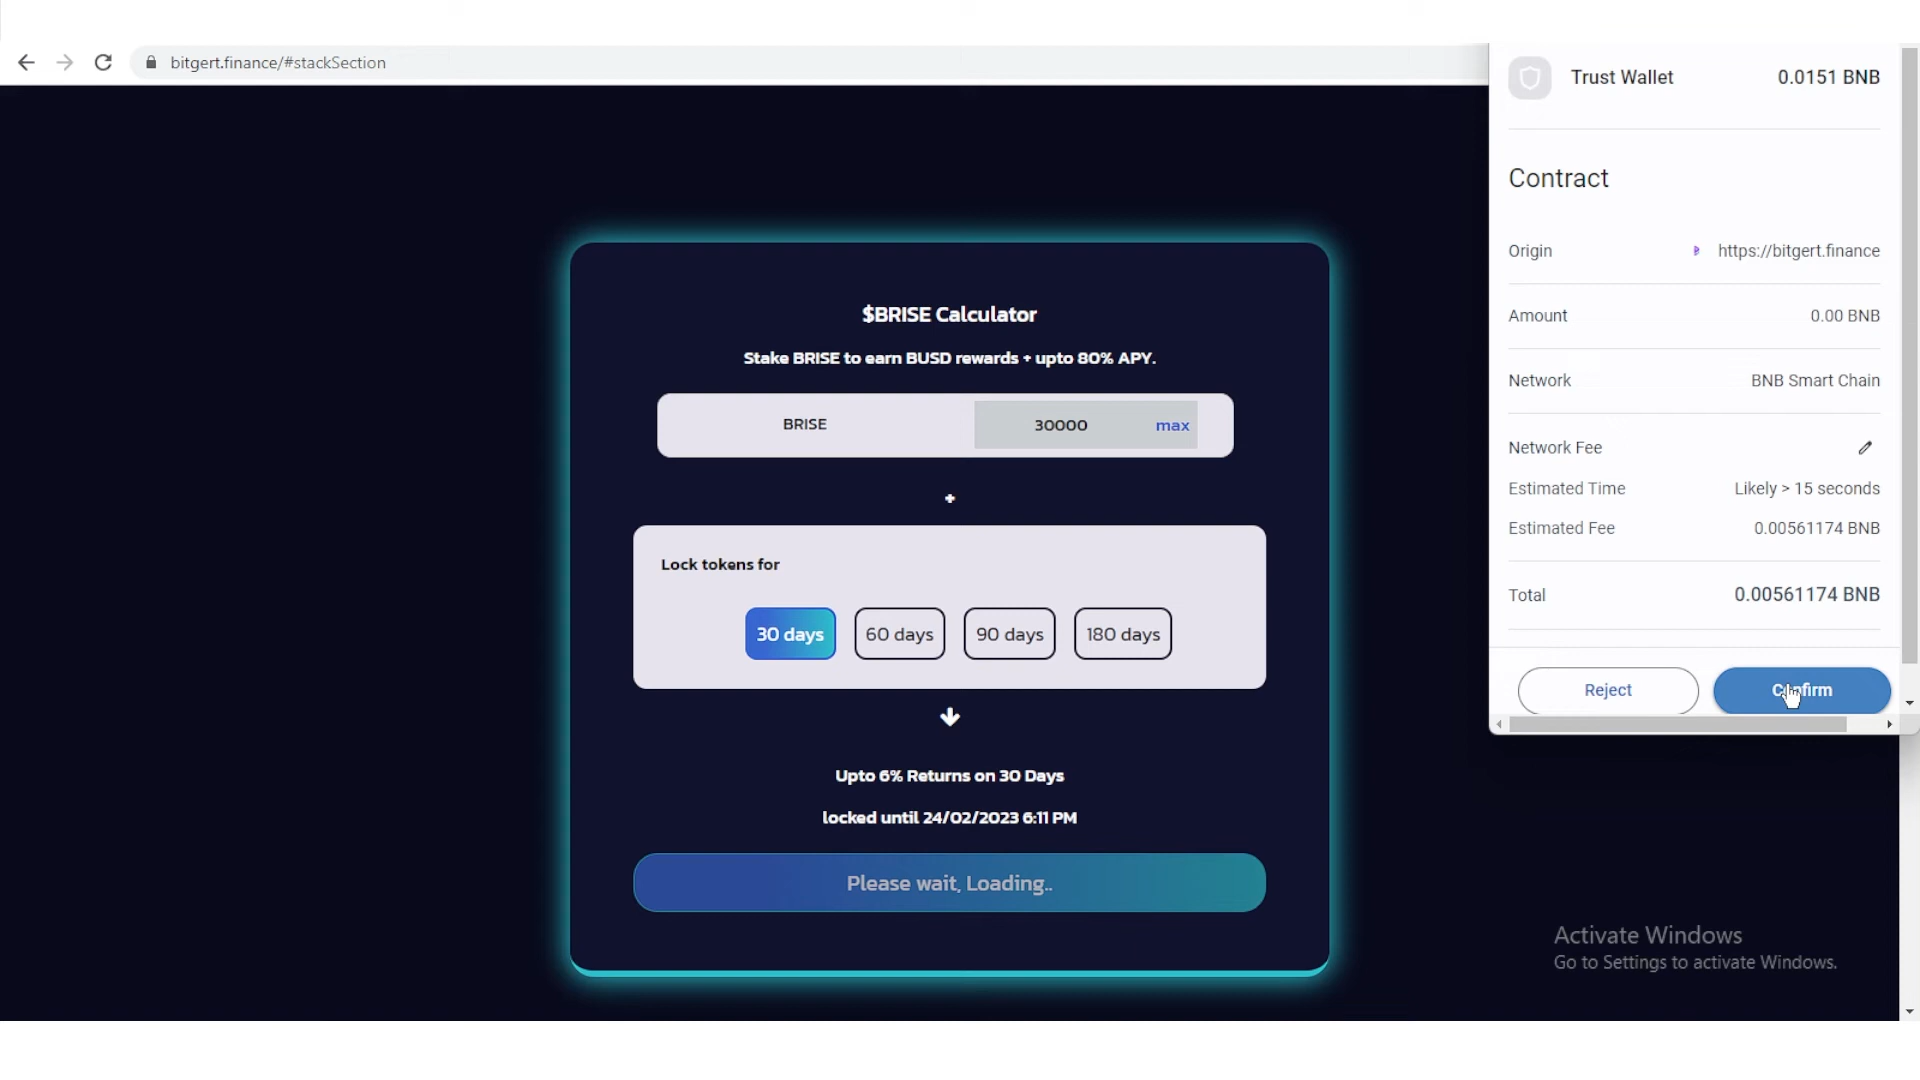 bitgert.finance/#stackSection
Trust Wallet 0.0151 BNB
Contract
Origin https://bitgert.finance
Amount 0.00 BNB
Network BNB Smart Chain
Network Fee
Estimated Time Likely > 15 seconds
Estimated Fee 0.00561174 BNB
Total 0.00561174 BNB
Reject Confirm
$BRISE Calculator
Stake BRISE to earn BUSD rewards + upto 80% APY.
BRISE 30000 max
+
Lock tokens for
30 days 60 days 90 days 180 days
Upto 6% Returns on 30 Days
locked until 24/02/2023 6:11 PM
Please wait, Loading..
Activate Windows
Go to Settings to activate Windows.